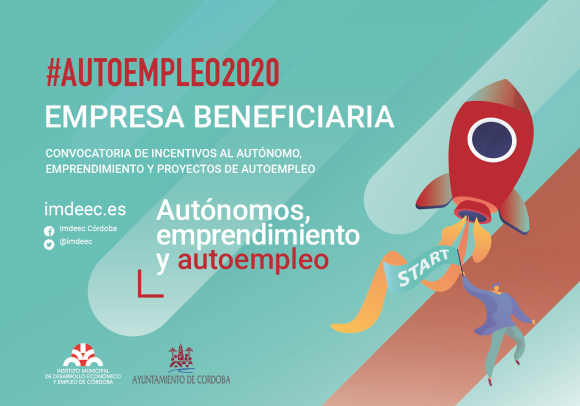 #AUTOEMPLEO2020
EMPRESA BENEFICIARIA
CONVOCATORIA DE INCENTIVOS AL AUTÓNOMO,
EMPRENDIMIENTO Y PROYECTOS DE AUTOEMPLEO
imdeec.es
Imdeec Córdoba
@imdeec
Autónomos,
emprendimiento
y autoempleo
START
INSTITUTO MUNICIPAL
DE DESARROLLO ECONÓMICO
Y EMPLEO DE CÓRDOBA
AYUNTAMIENTO DE CORDOBA